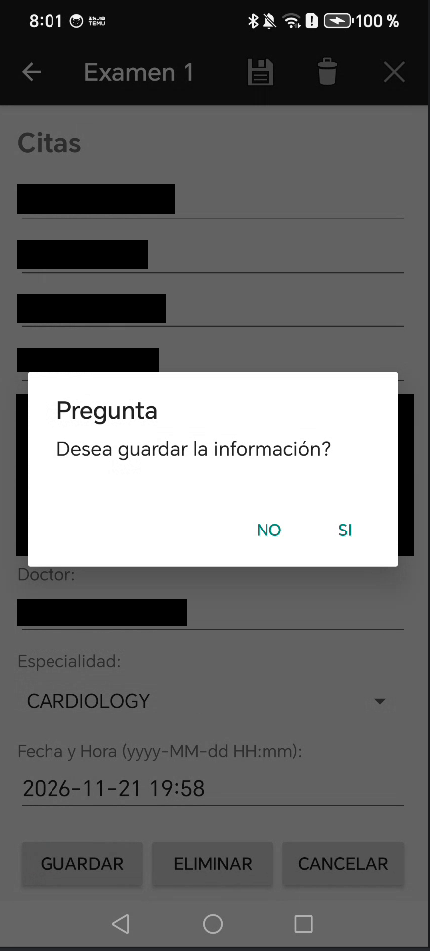 8:01 TEMU 100 %
Examen 1
Citas
Pregunta
Desea guardar la información?
NO SI
Doctor:
Especialidad:
CARDIOLOGY
Fecha y Hora (yyyy-MM-dd HH:mm):
2026-11-21 19:58
GUARDAR ELIMINAR CANCELAR